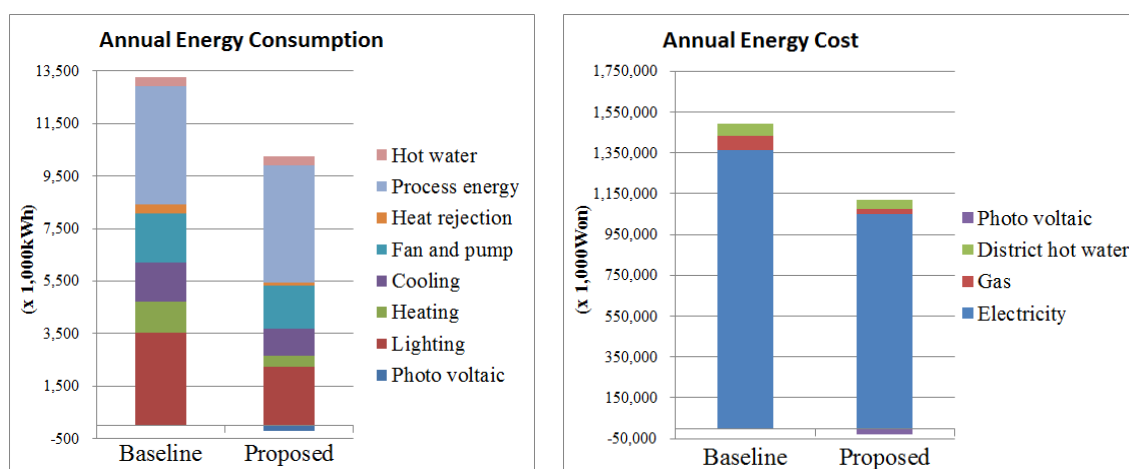 Annual Energy Consumption
(x 1,000kWh)
13,500
11,500
9,500
7,500
5,500
3,500
1,500
-500
Baseline Proposed
Hot water
Process energy
Heat rejection
Fan and pump
Cooling
Heating
Lighting
Photo voltaic
Annual Energy Cost
(x 1,000Won)
1,750,000
1,550,000
1,350,000
1,150,000
950,000
750,000
550,000
350,000
150,000
-50,000
Baseline Proposed
Photo voltaic
District hot water
Gas
Electricity